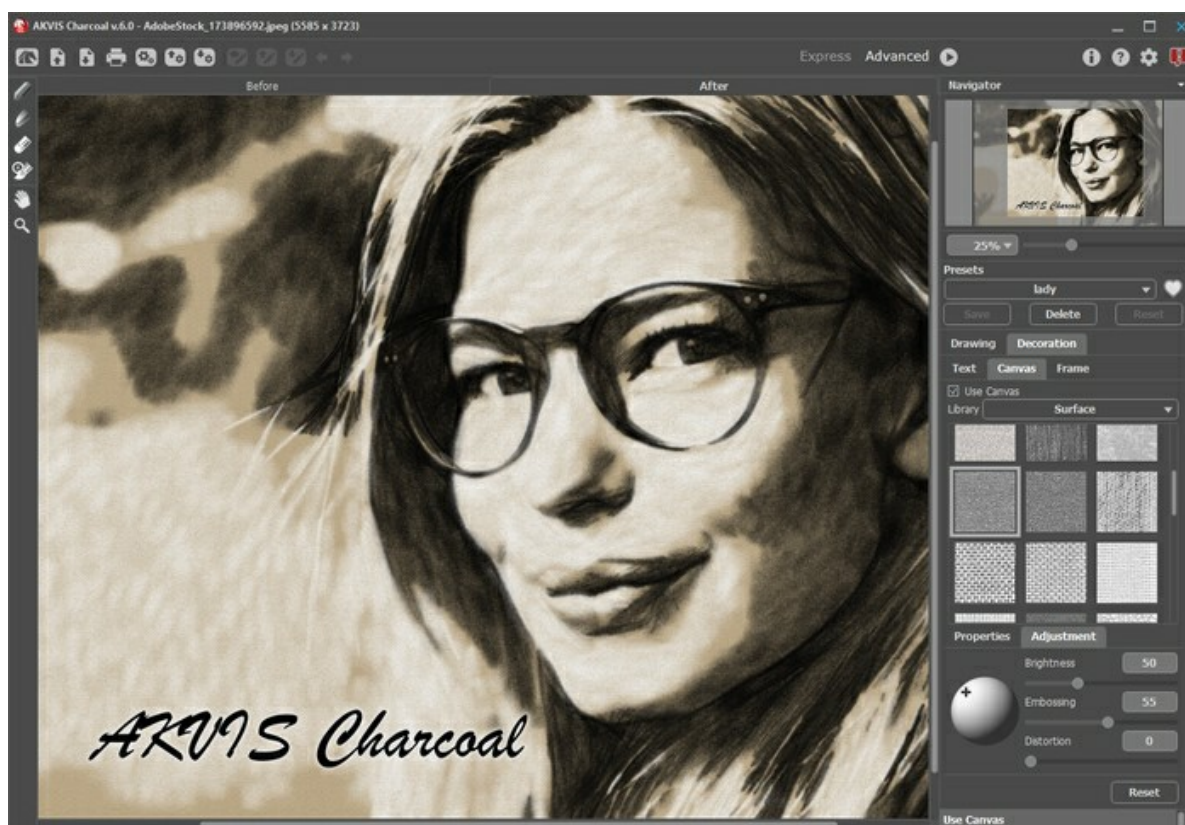 AKVIS Charcoal v.6.0 - AdobeStock_173896592.jpeg (5585 x 3723)
Express Advanced
Before After
Navigator
AKVIS Charcoal
25%
Presets
lady
Save Delete Reset
Drawing Decoration
Text Canvas Frame
Use Canvas
Library Surface
Properties Adjustment
Brightness 50
Embossing 55
Distortion 0
Reset
Use Canvas
AKVIS Charcoal